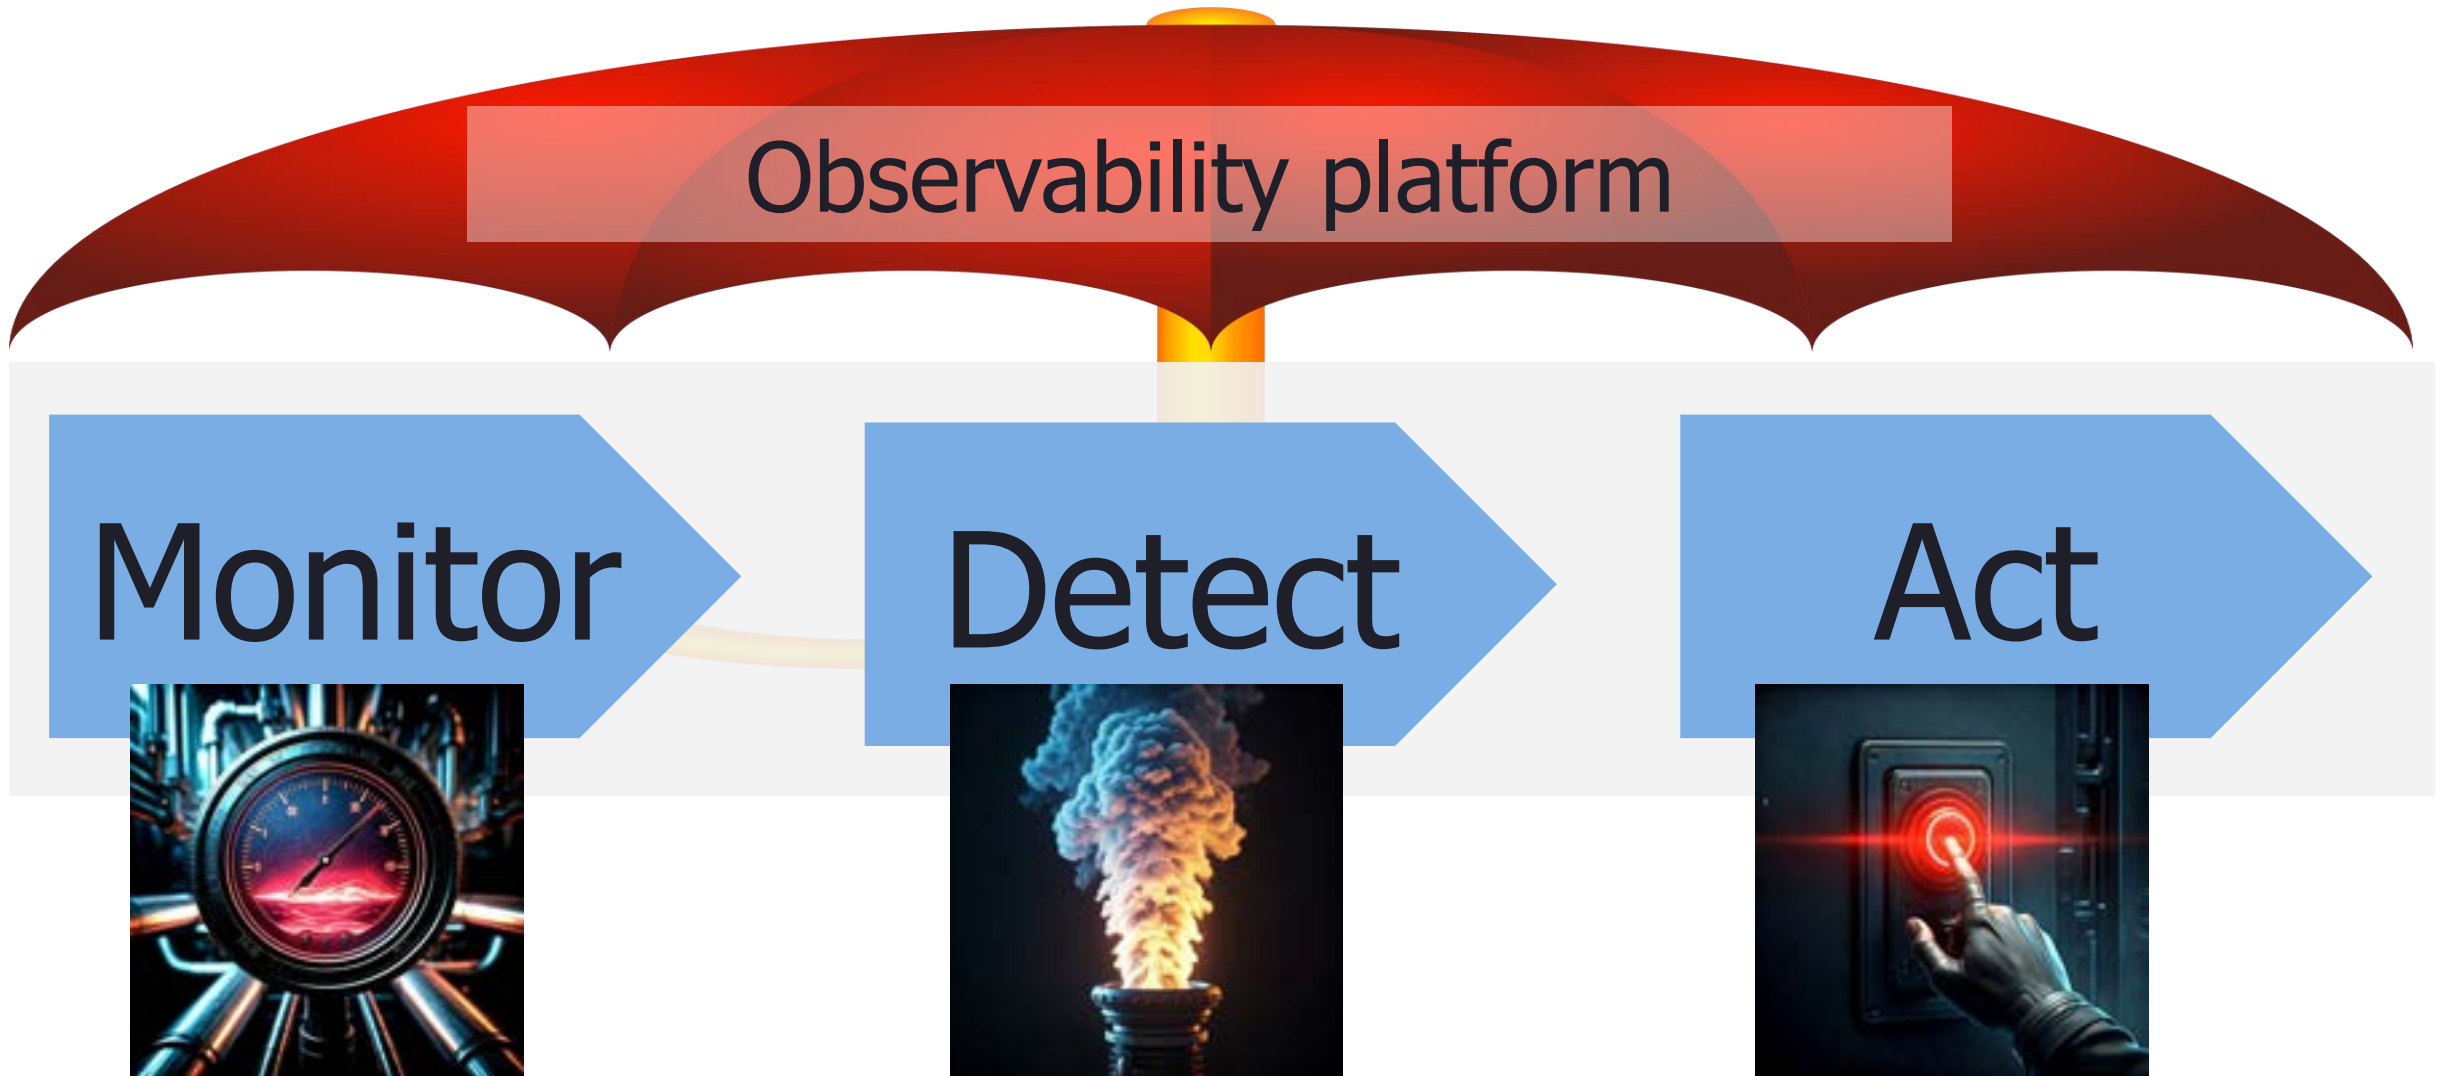 Observability platform
Monitor
Detect
Act